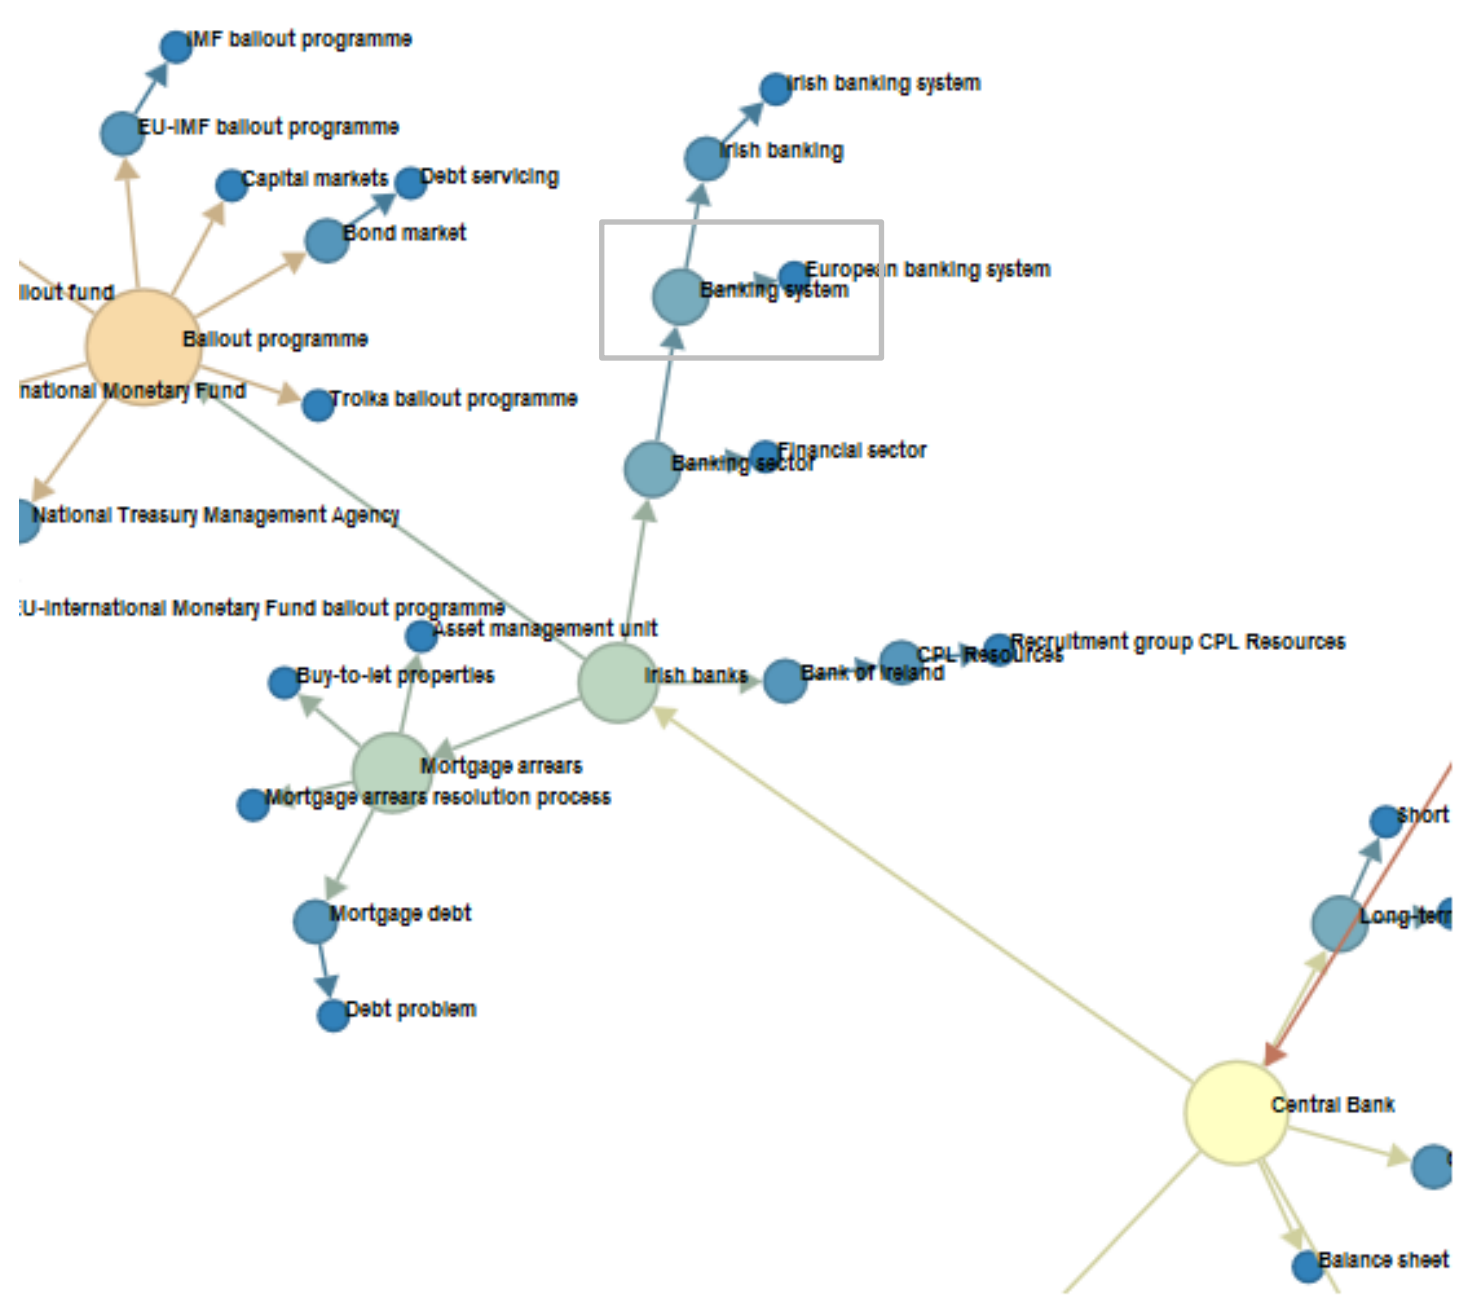 IMF bailout programme
Irish banking system
EU-IMF bailout programme
Irish banking
Capital markets
Debt servicing
Bond market
European banking system
Banking system
fund
Bailout programme
Monetary Fund
Troika bailout programme
Financial sector
Banking sector
National Treasury Management Agency
EU-International Monetary Fund bailout programme
Asset management unit
Recruitment group CPL Resources
CPL Resources
Buy-to-let properties
Irish banks
Bank of Ireland
Mortgage arrears
Mortgage arrears resolution process
Short
Mortgage debt
Debt problem
Central Bank
Balance sheet